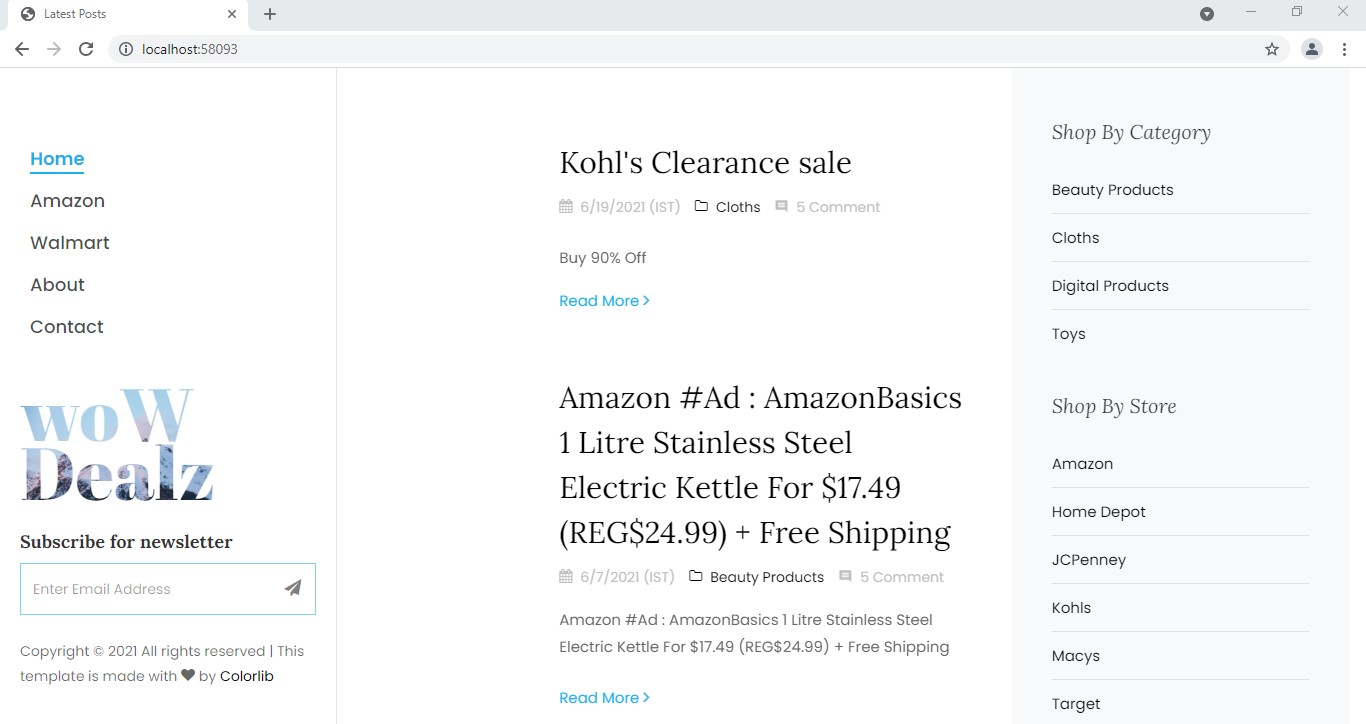 Latest Posts
localhost:58093
Home
Amazon
Walmart
About
Contact
woW
Dealz
Subscribe for newsletter
Enter Email Address
Copyright © 2021 All rights reserved | This
template is made with ♥ by Colorlib
Kohl's Clearance sale
6/19/2021 (IST) Cloths 5 Comment
Buy 90% Off
Read More >
Amazon #Ad : AmazonBasics
1 Litre Stainless Steel
Electric Kettle For $17.49
(REG$24.99) + Free Shipping
6/7/2021 (IST) Beauty Products 5 Comment
Amazon #Ad : AmazonBasics 1 Litre Stainless Steel
Electric Kettle For $17.49 (REG$24.99) + Free Shipping
Read More >
Shop By Category
Beauty Products
Cloths
Digital Products
Toys
Shop By Store
Amazon
Home Depot
JCPenney
Kohls
Macys
Target